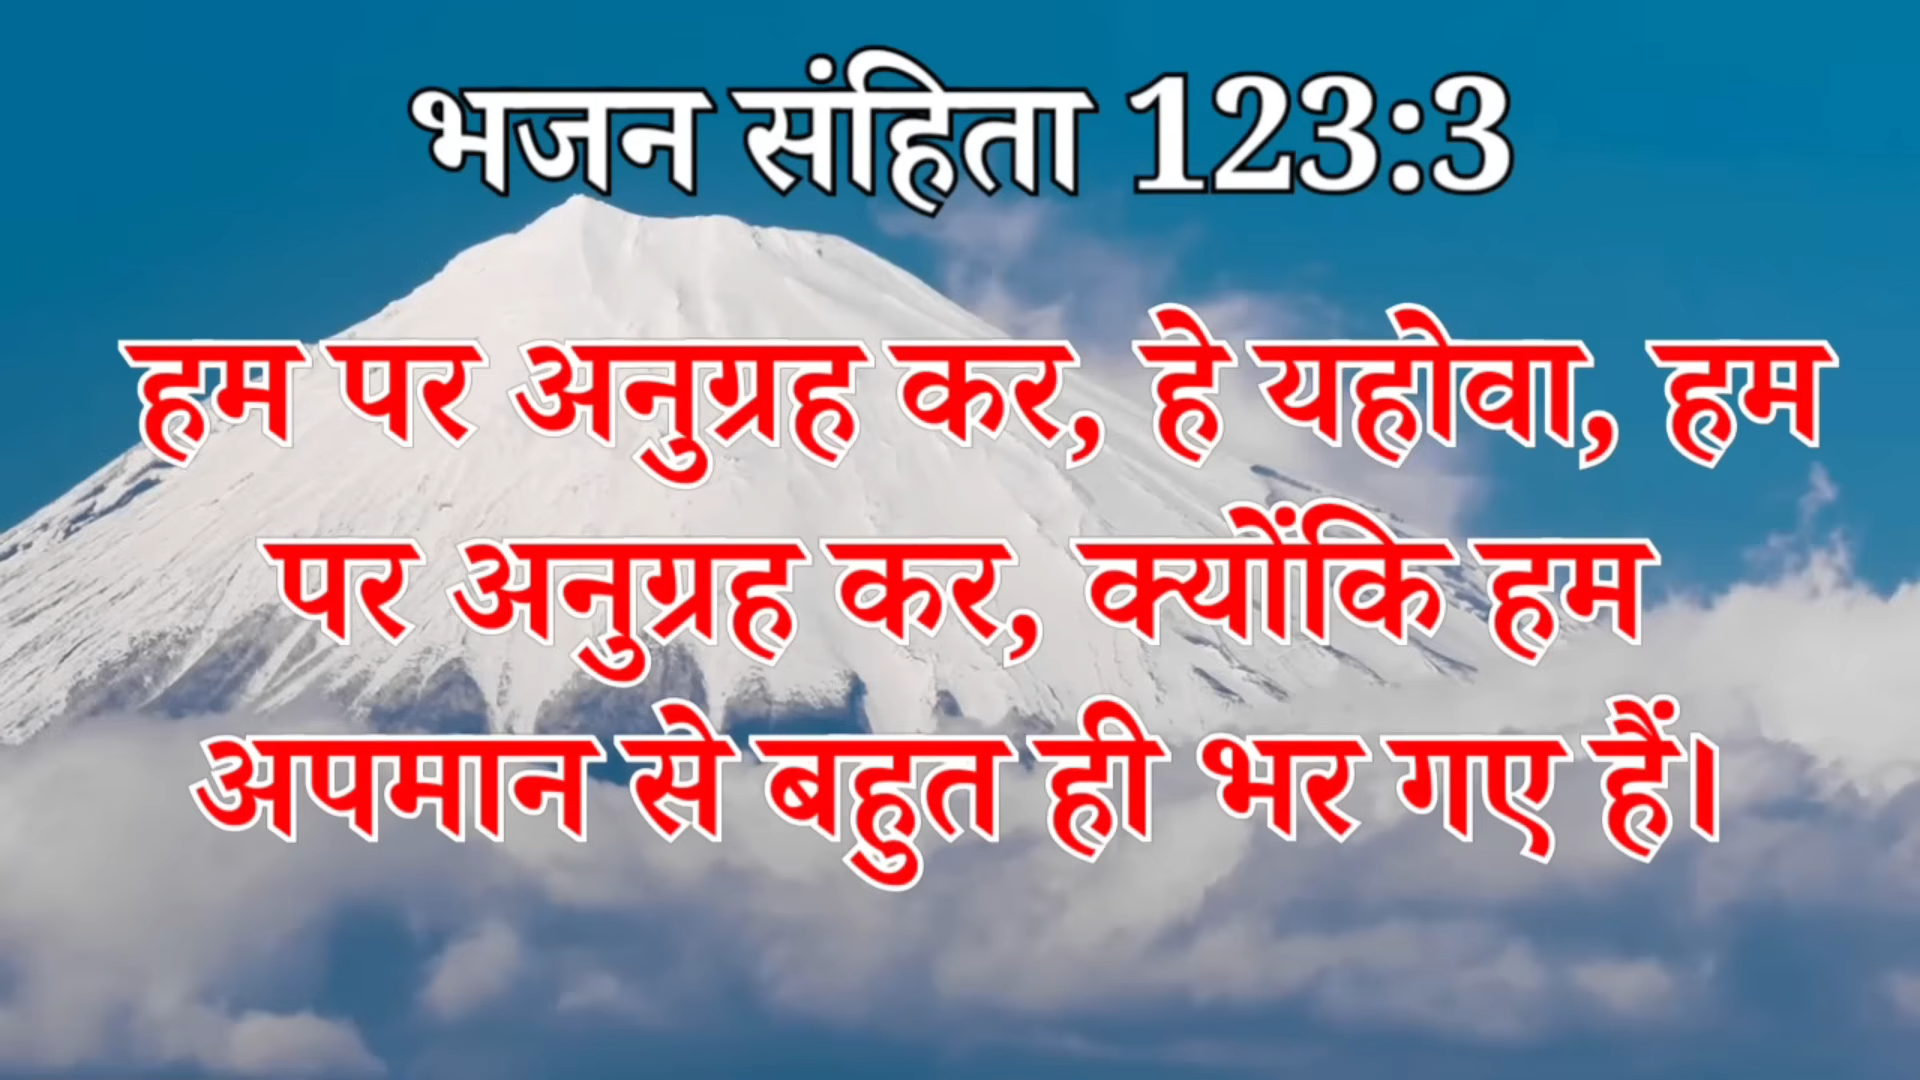 भजन संहिता 123:3
हम पर अनुग्रह कर, हे यहोवा, हम
पर अनुग्रह कर, क्योंकि हम
अपमान से बहुत ही भर गए हैं।